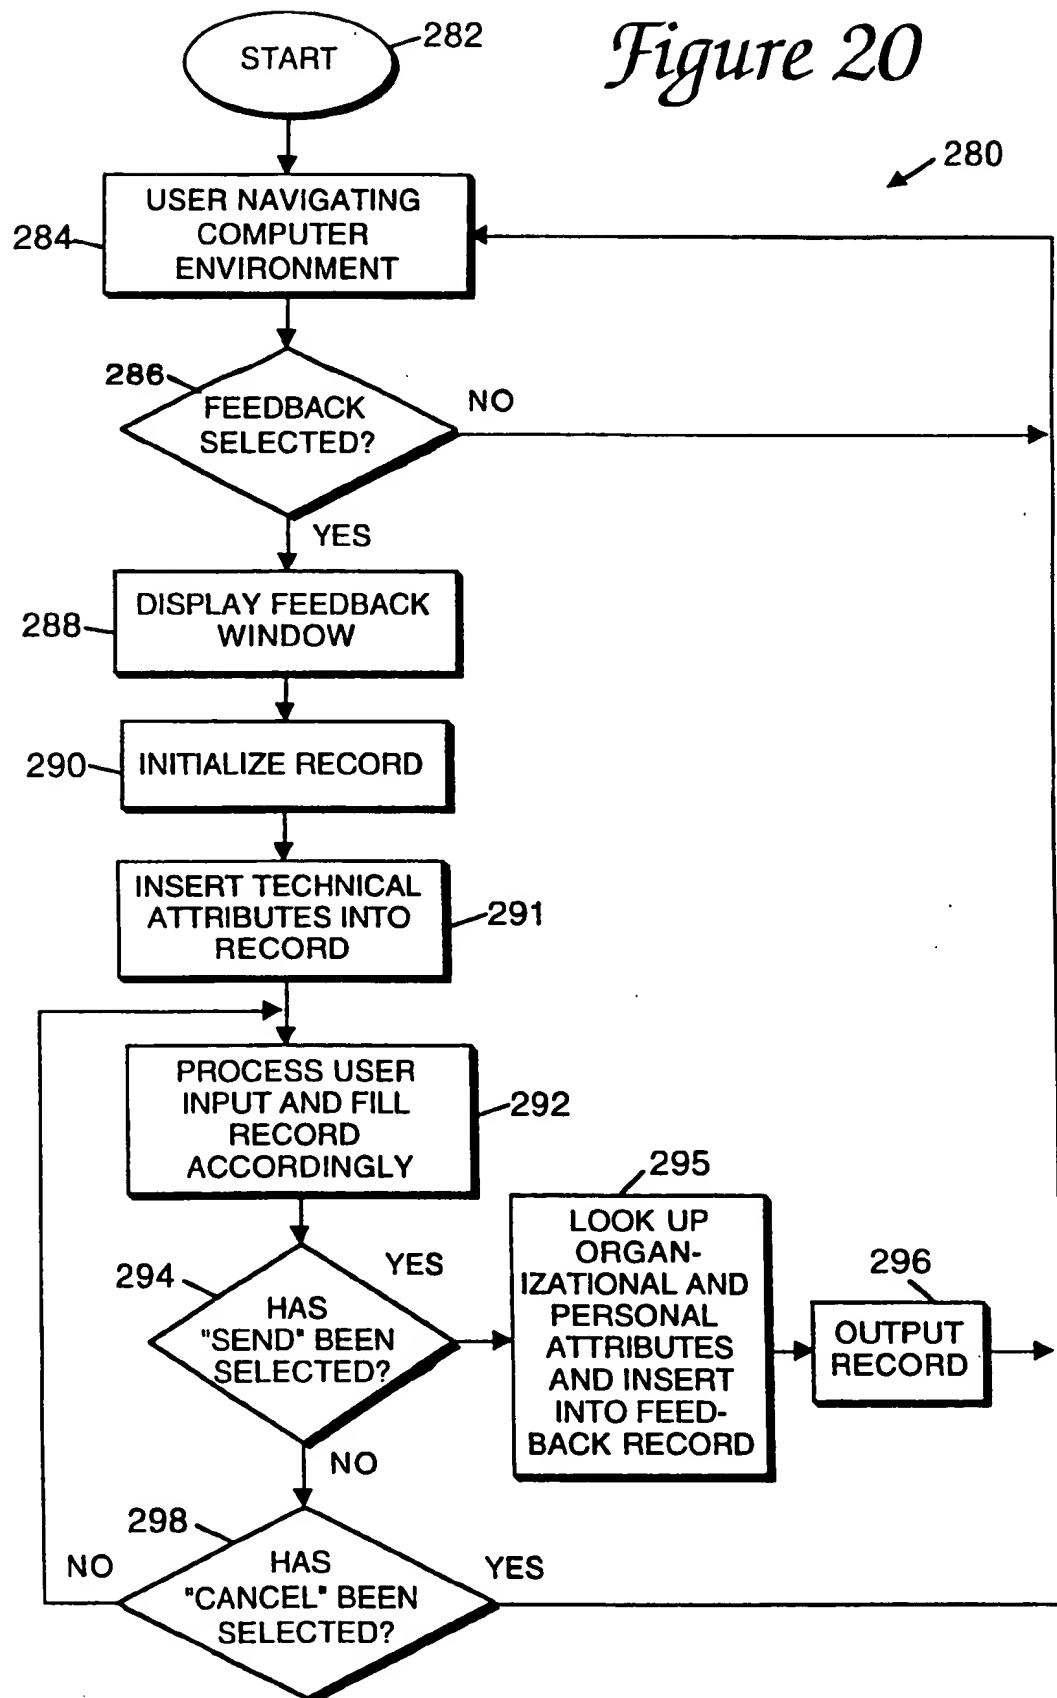 Figure 20
280
START
282
USER NAVIGATING
COMPUTER
ENVIRONMENT
284
286
FEEDBACK
SELECTED?
NO
YES
DISPLAY FEEDBACK
WINDOW
288
INITIALIZE RECORD
290
INSERT TECHNICAL
ATTRIBUTES INTO
RECORD
291
PROCESS USER
INPUT AND FILL
RECORD
ACCORDINGLY
292
294
HAS
"SEND" BEEN
SELECTED?
YES
NO
295
LOOK UP
ORGAN-
IZATIONAL AND
PERSONAL
ATTRIBUTES
AND INSERT
INTO FEED-
BACK RECORD
296
OUTPUT
RECORD
298
HAS
"CANCEL" BEEN
SELECTED?
NO
YES